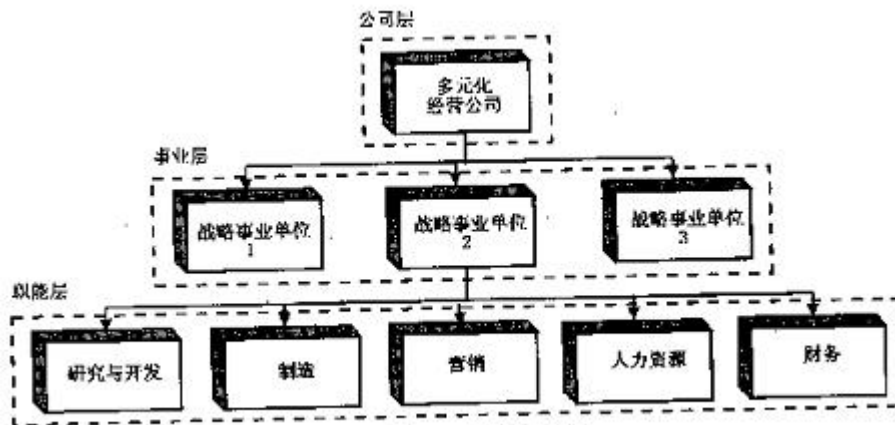 公司层
多元化
经营公司
事业层
战略事业单位
1
战略事业单位
2
战略事业单位
3
职能层
研究与开发
制造
营销
人力资源
财务